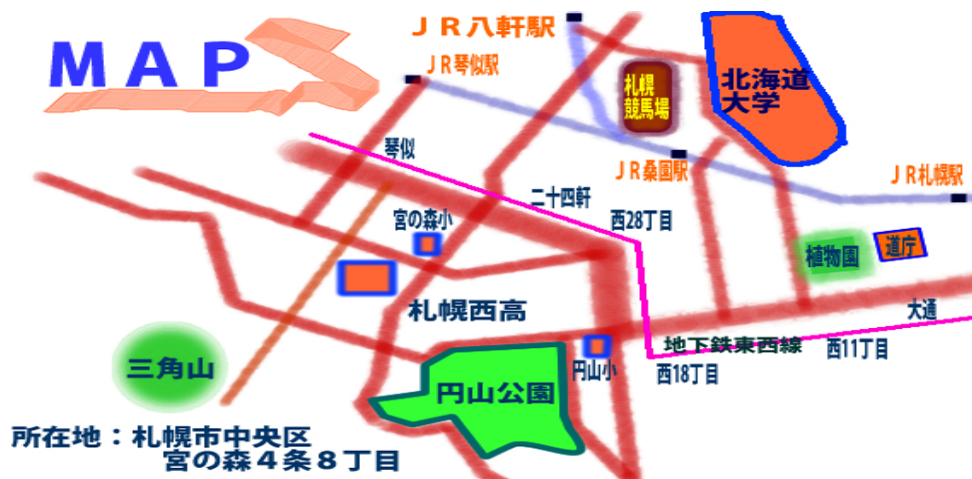 MAP
JR八軒駅
JR琴似駅
札幌
競馬場
北海道
大学
琴似
JR桑園駅
JR札幌駅
二十四軒
宮の森小
西28丁目
植物園
道庁
札幌西高
大通
地下鉄東西線
西11丁目
三角山
円山小
西18丁目
円山公園
所在地：札幌市中央区
宮の森４条８丁目